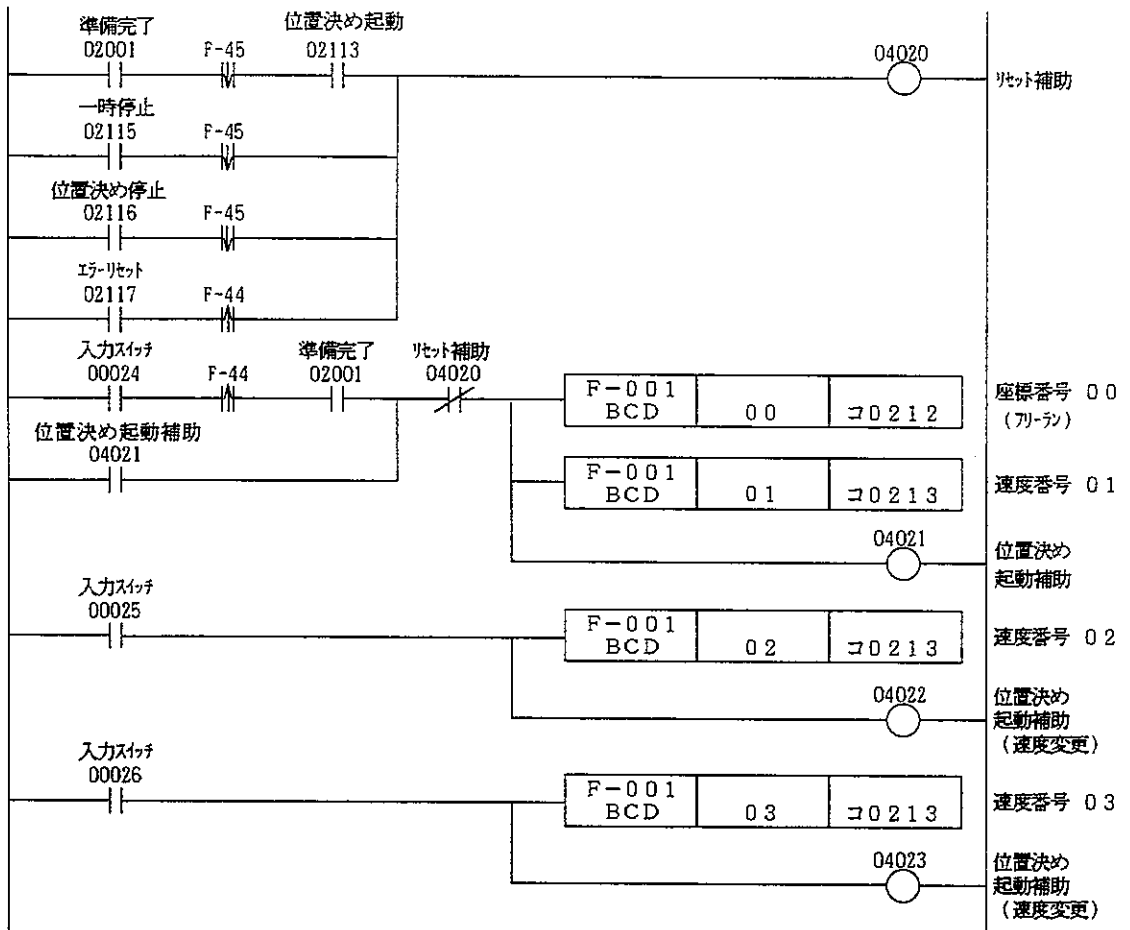 準備完了 位置決め起動
02001 F-45 02113 04020
リセット補助
一時停止
02115 F-45
位置決め停止
02116 F-45
エラーリセット
02117 F-44
入力スイッチ 準備完了 リセット補助
00024 F-44 02001 04020
F-001
BCD 00 コ0212
座標番号 00
(フリーラン)
位置決め起動補助
04021
F-001
BCD 01 コ0213
速度番号 01
04021
位置決め
起動補助
入力スイッチ
00025
F-001
BCD 02 コ0213
速度番号 02
04022
位置決め
起動補助
(速度変更)
入力スイッチ
00026
F-001
BCD 03 コ0213
速度番号 03
04023
位置決め
起動補助
(速度変更)